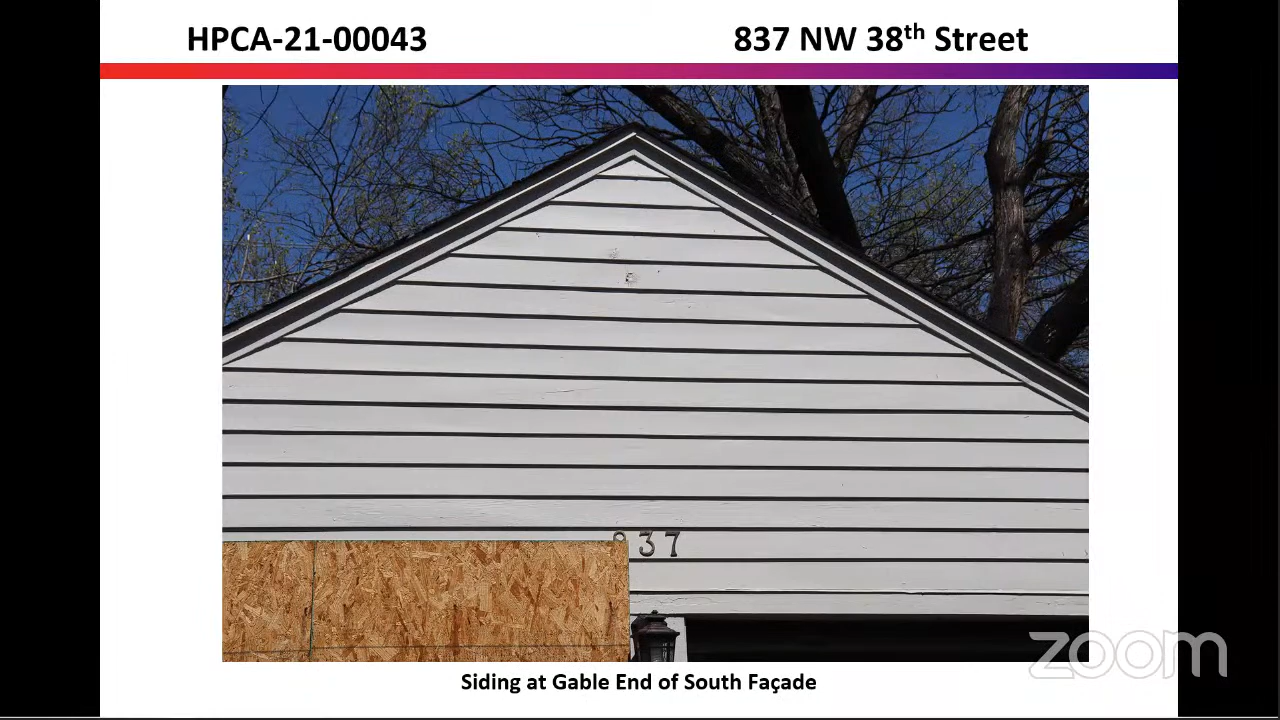 HPCA-21-00043
837 NW 38th Street
837
zoom
Siding at Gable End of South Façade